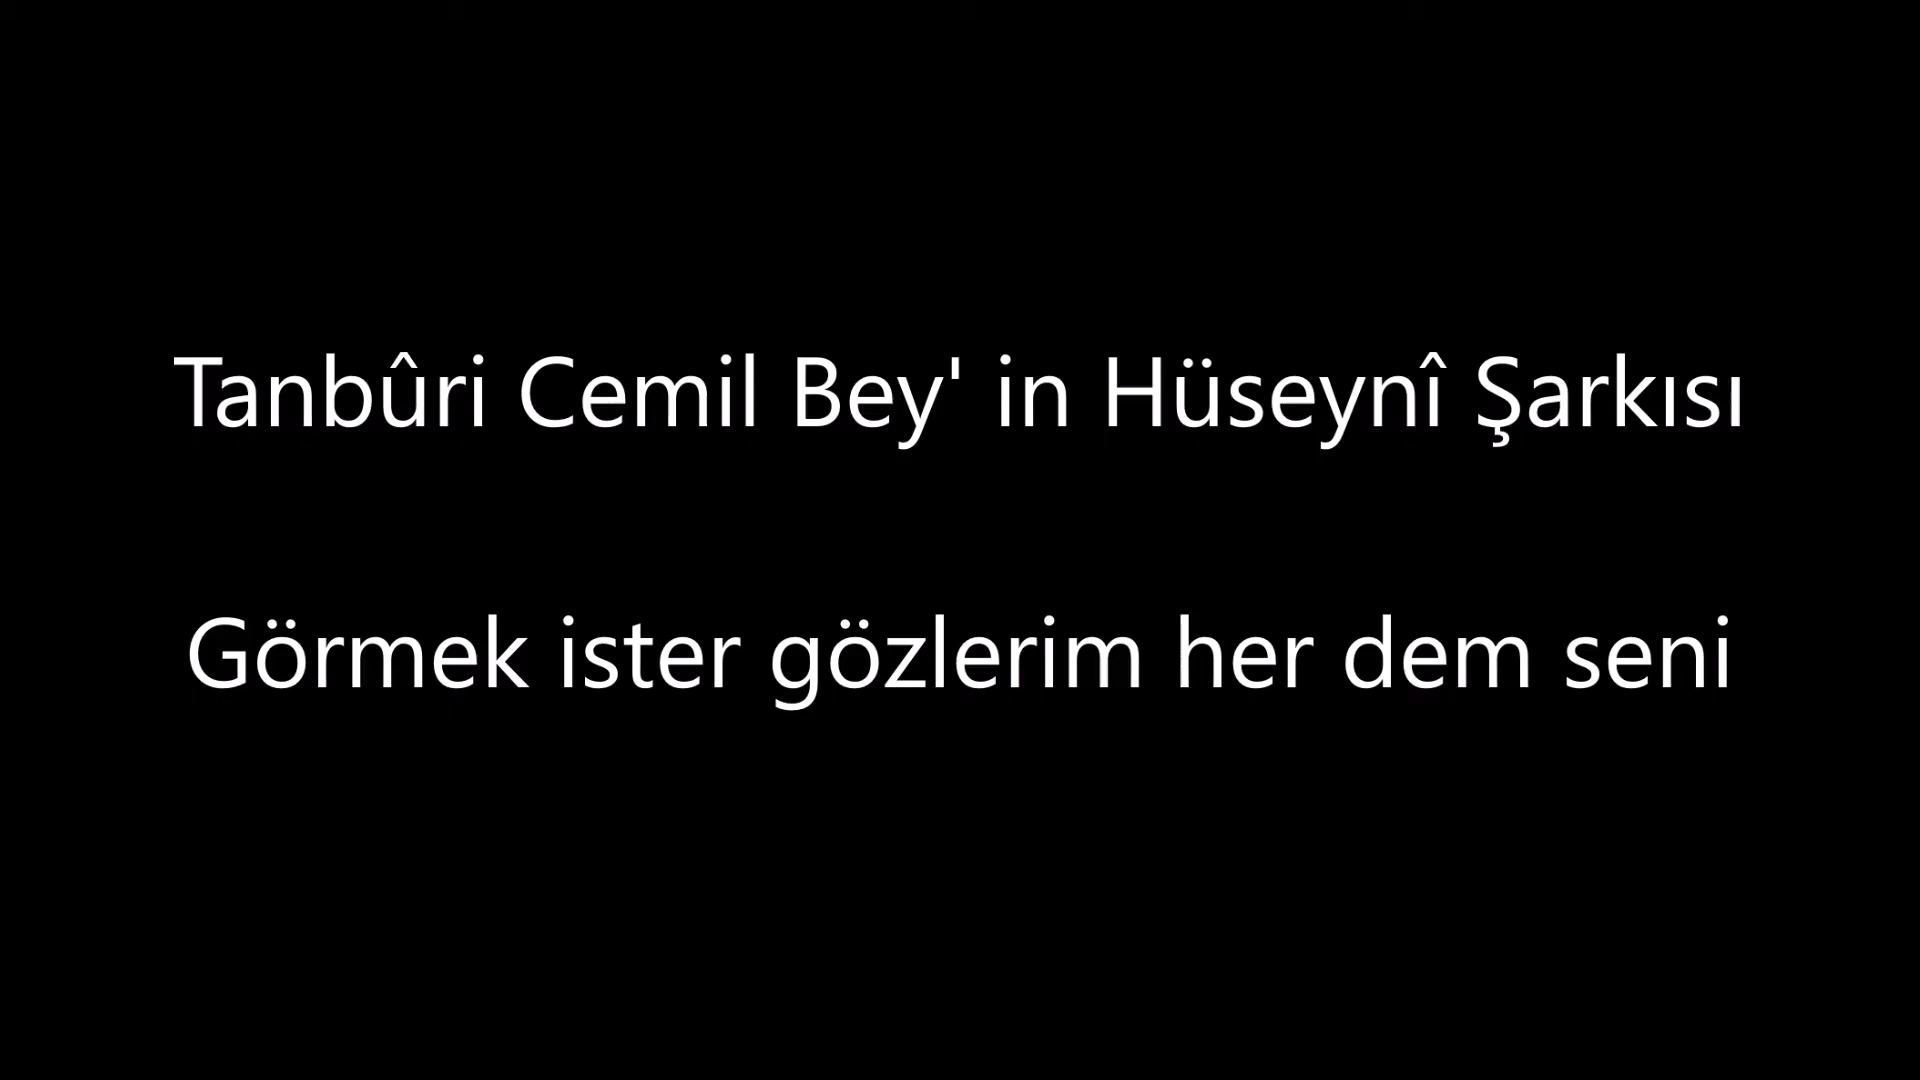 Tanbûri Cemil Bey' in Hüseynî Şarkısı
Görmek ister gözlerim her dem seni